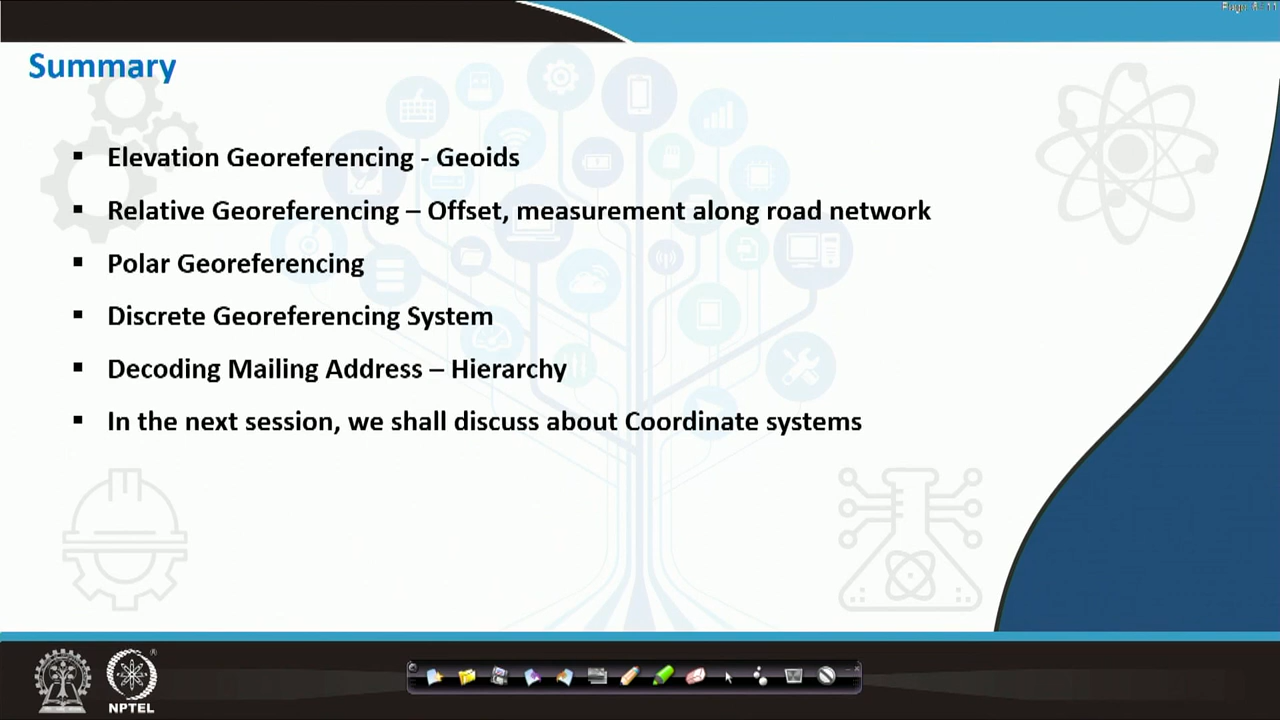 Summary
▪ Elevation Georeferencing - Geoids
▪ Relative Georeferencing – Offset, measurement along road network
▪ Polar Georeferencing
▪ Discrete Georeferencing System
▪ Decoding Mailing Address – Hierarchy
▪ In the next session, we shall discuss about Coordinate systems
NPTEL